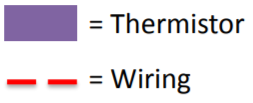 = Thermistor
= Wiring